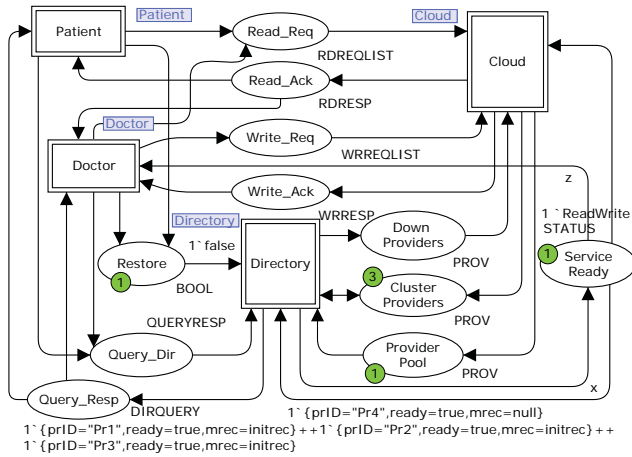 Patient
Cloud
Patient
Read_Req
RDREQLIST
Cloud
Read_Ack
RDRESP
Doctor
Write_Req
WRREQLIST
Doctor
z
Write_Ack
Directory
WRRESP
1`ReadWrite
STATUS
Down
Providers
1`false
PROV
Restore
1
BOOL
Directory
1
Service
Ready
3
Cluster
Providers
PROV
QUERYRESP
Query_Dir
Provider
Pool
1
PROV
x
Query_Resp
DIRQUERY
1`{prID="Pr4",ready=true,mrec=null}
1`{prID="Pr1",ready=true,mrec=initrec}++1`{prID="Pr2",ready=true,mrec=initrec}++
1`{prID="Pr3",ready=true,mrec=initrec}